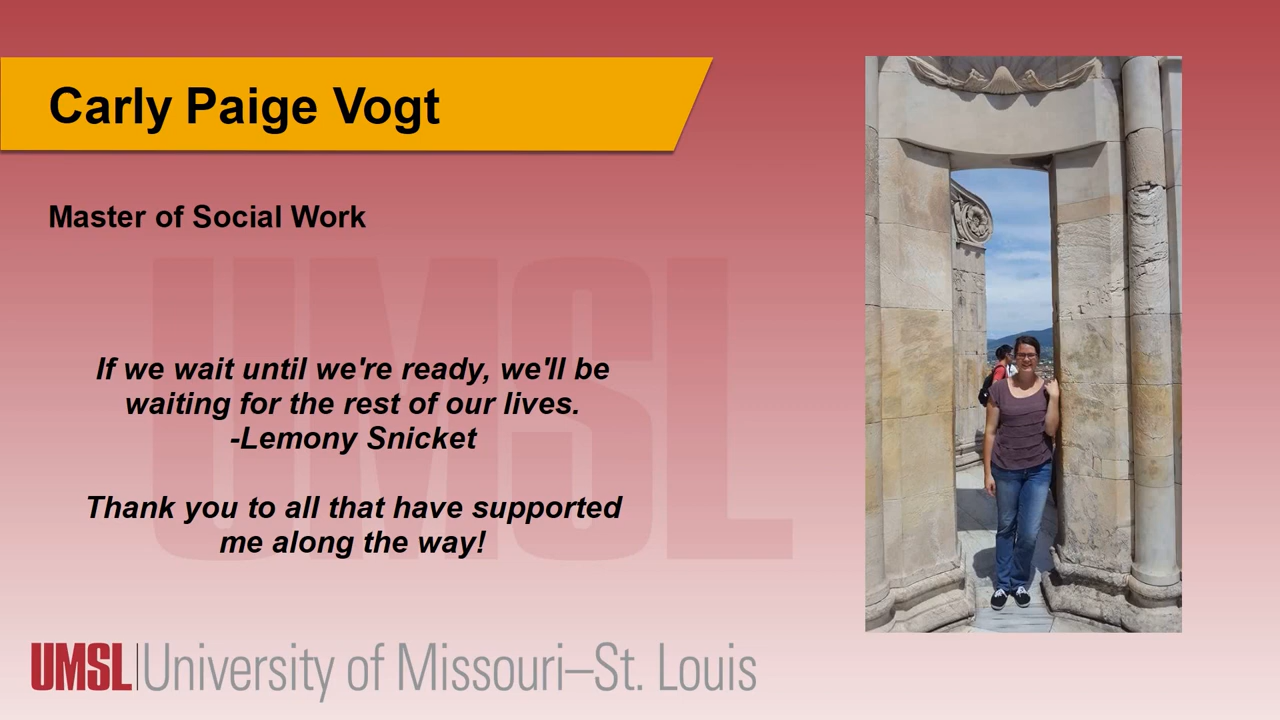 Carly Paige Vogt
Master of Social Work
UMSL
If we wait until we're ready, we'll be
waiting for the rest of our lives.
-Lemony Snicket
Thank you to all that have supported
me along the way!
UMSL University of Missouri–St. Louis